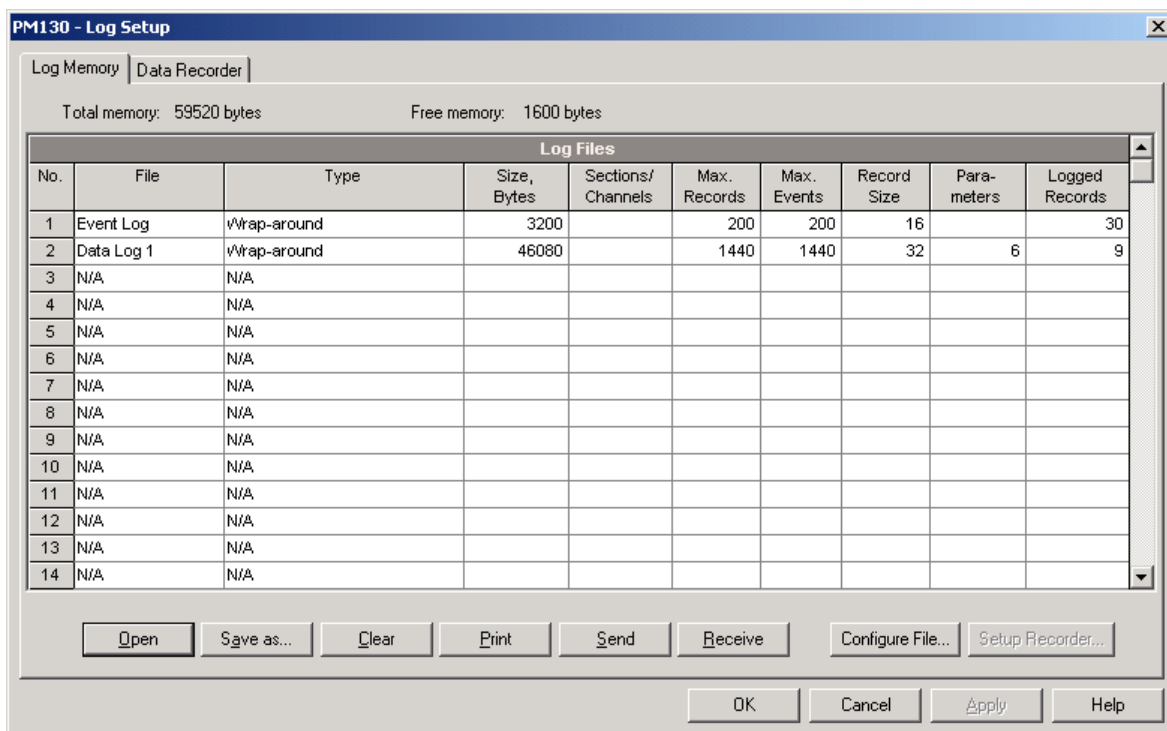 PM130 - Log Setup
Log Memory Data Recorder
Total memory: 59520 bytes Free memory: 1600 bytes
Log Files
No. File Type Size, Bytes Sections/ Channels Max. Records Max. Events Record Size Para- meters Logged Records
1 Event Log Wrap-around 3200 200 200 16 30
2 Data Log 1 Wrap-around 46080 1440 1440 32 6 9
3 N/A N/A
4 N/A N/A
5 N/A N/A
6 N/A N/A
7 N/A N/A
8 N/A N/A
9 N/A N/A
10 N/A N/A
11 N/A N/A
12 N/A N/A
13 N/A N/A
14 N/A N/A
Open Save as... Clear Print Send Receive Configure File... Setup Recorder...
OK Cancel Apply Help